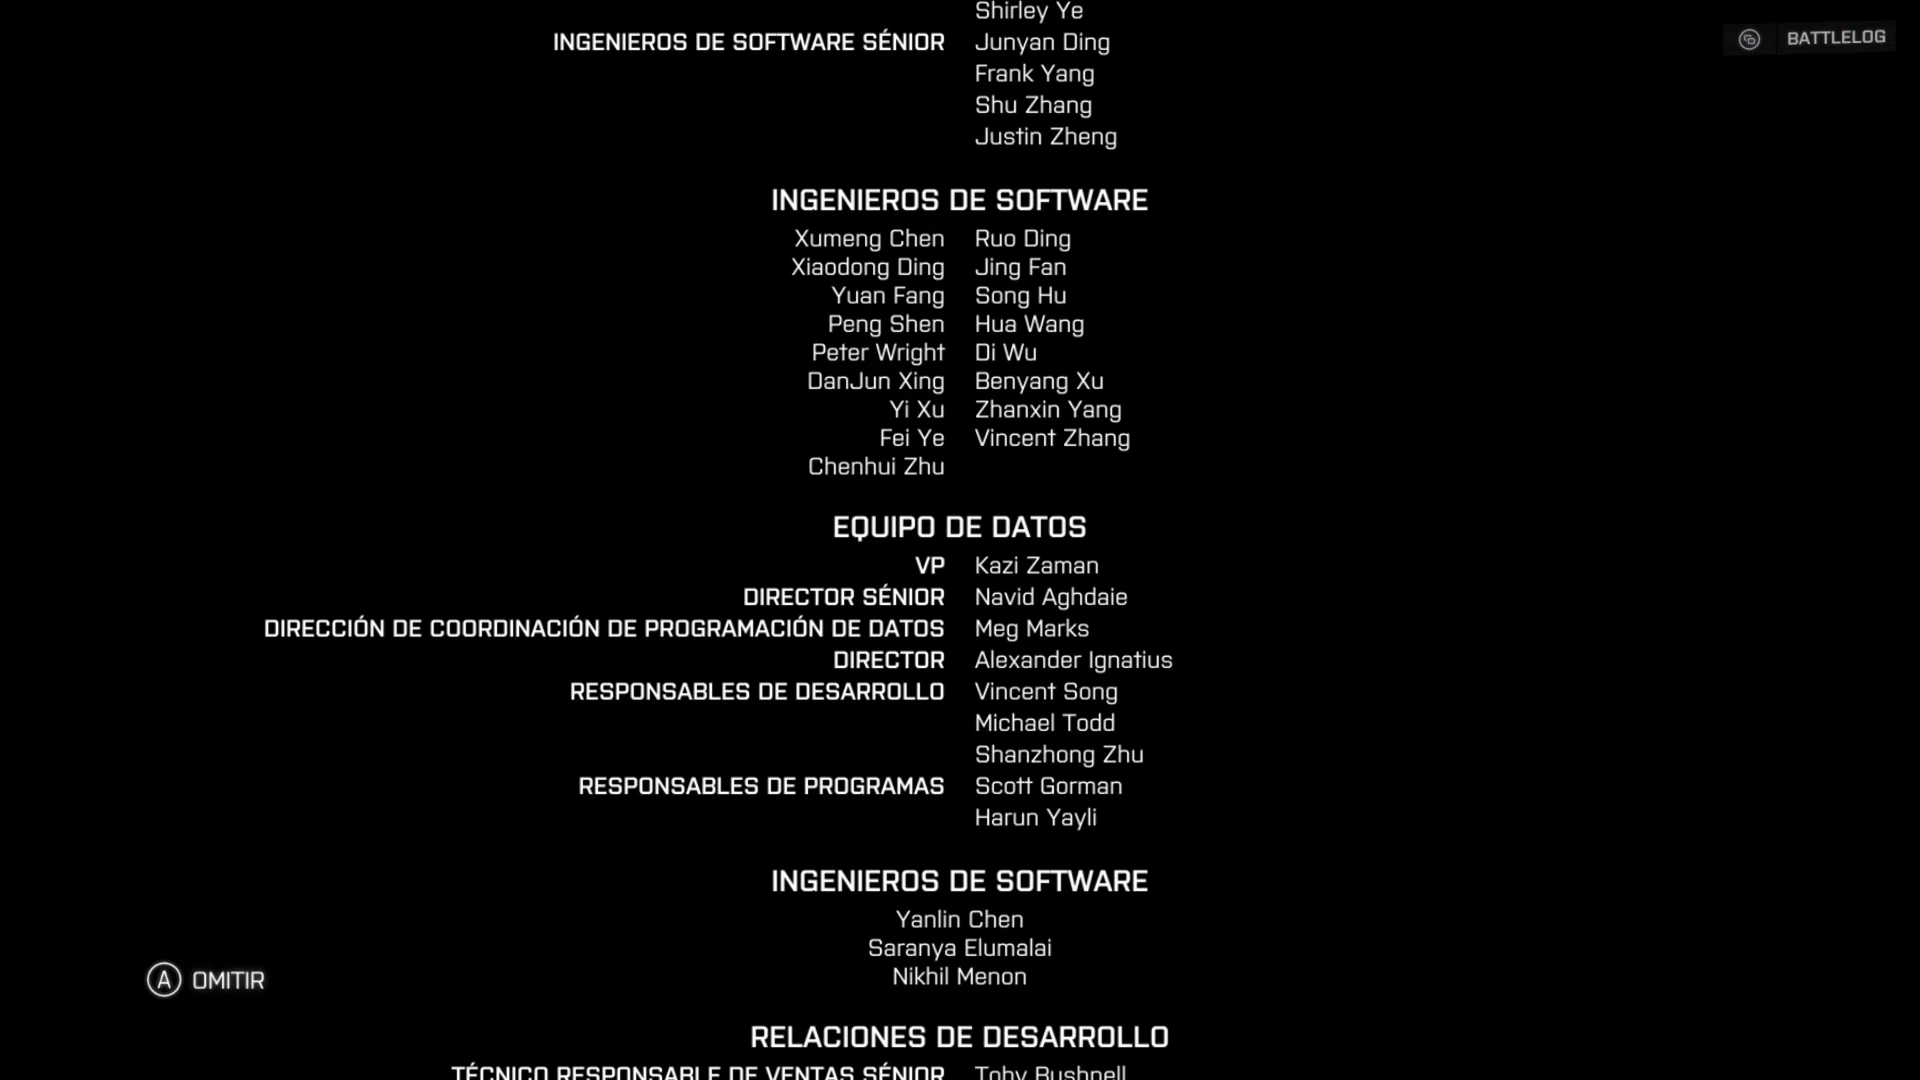 Shirley Ye
INGENIEROS DE SOFTWARE SÉNIOR Junyan Ding
Frank Yang
Shu Zhang
Justin Zheng
BATTLELOG
INGENIEROS DE SOFTWARE
Xumeng Chen Ruo Ding
Xiaodong Ding Jing Fan
Yuan Fang Song Hu
Peng Shen Hua Wang
Peter Wright Di Wu
DanJun Xing Benyang Xu
Yi Xu Zhanxin Yang
Fei Ye Vincent Zhang
Chenhui Zhu
EQUIPO DE DATOS
VP Kazi Zaman
DIRECTOR SÉNIOR Navid Aghdaie
DIRECCIÓN DE COORDINACIÓN DE PROGRAMACIÓN DE DATOS Meg Marks
DIRECTOR Alexander Ignatius
RESPONSABLES DE DESARROLLO Vincent Song
Michael Todd
Shanzhong Zhu
RESPONSABLES DE PROGRAMAS Scott Gorman
Harun Yayli
INGENIEROS DE SOFTWARE
Yanlin Chen
Saranya Elumalai
Nikhil Menon
A OMITIR
RELACIONES DE DESARROLLO
TÉCNICO RESPONSABLE DE VENTAS SÉNIOR Toby Bushnell